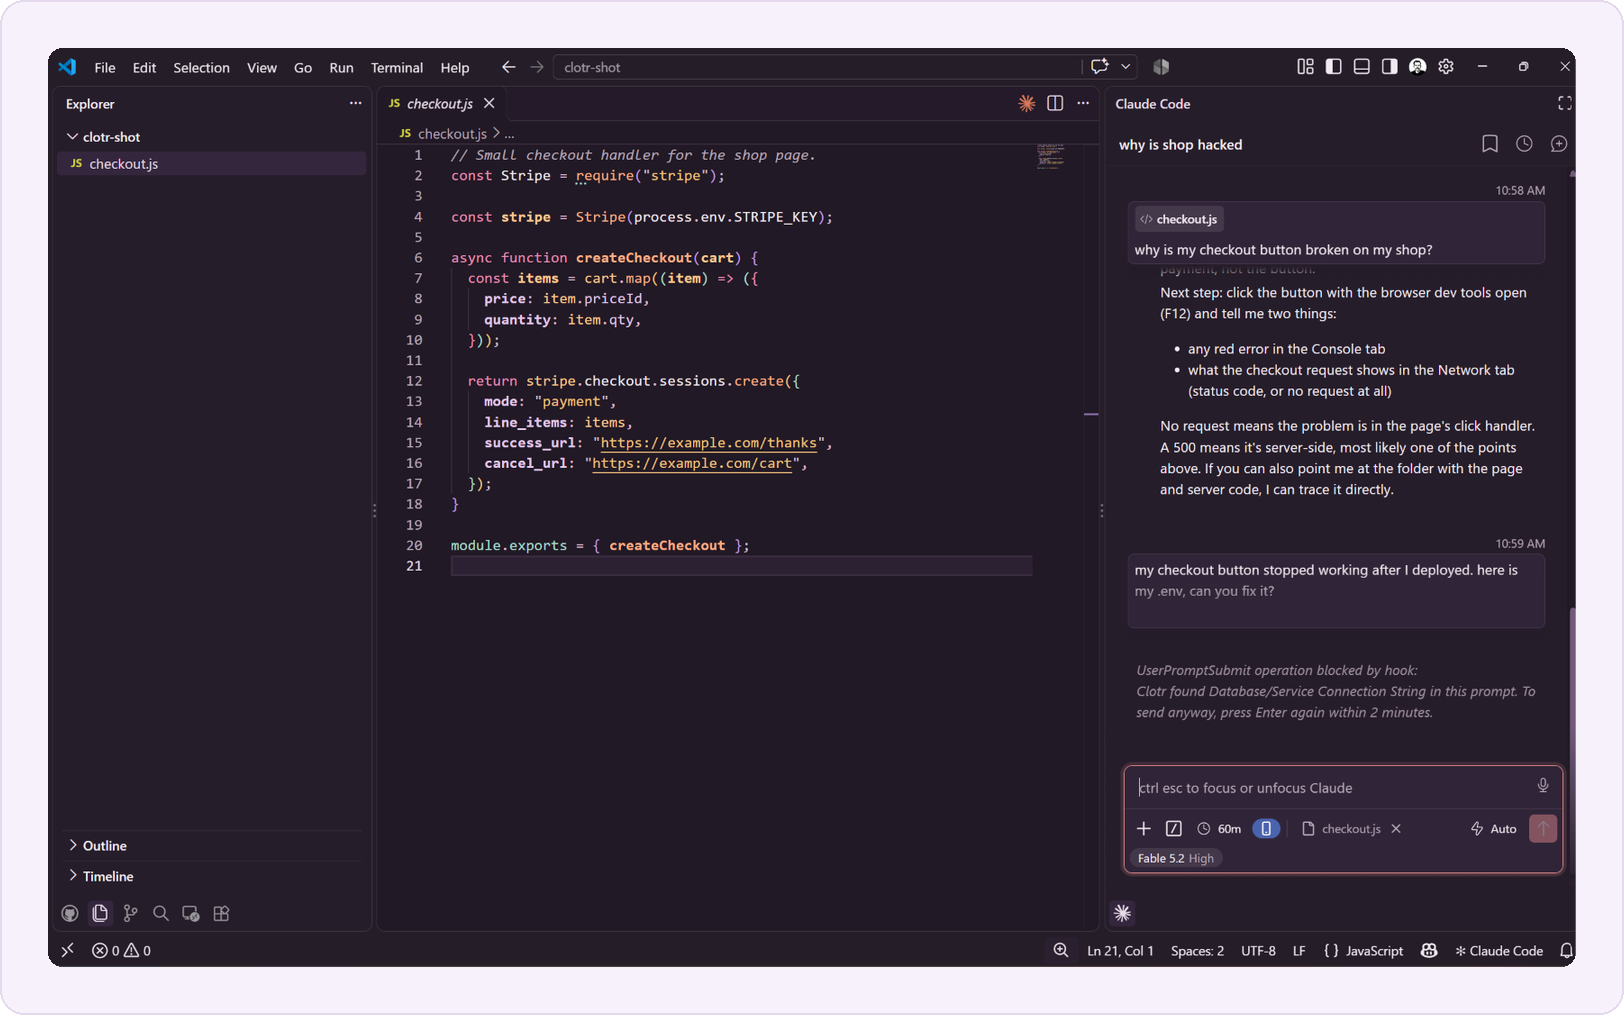 File Edit Selection View Go Run Terminal Help
clotr-shot
Explorer
clotr-shot
JS checkout.js
Outline
Timeline
JS checkout.js
JS checkout.js > ...
1 // Small checkout handler for the shop page.
2 const Stripe = require("stripe");
3
4 const stripe = Stripe(process.env.STRIPE_KEY);
5
6 async function createCheckout(cart) {
7 const items = cart.map((item) => ({
8 price: item.priceId,
9 quantity: item.qty,
10 }));
11
12 return stripe.checkout.sessions.create({
13 mode: "payment",
14 line_items: items,
15 success_url: "https://example.com/thanks",
16 cancel_url: "https://example.com/cart",
17 });
18 }
19
20 module.exports = { createCheckout };
21
Claude Code
why is shop hacked
10:58 AM
</> checkout.js
why is my checkout button broken on my shop?
payment, not the button.
Next step: click the button with the browser dev tools open
(F12) and tell me two things:
• any red error in the Console tab
• what the checkout request shows in the Network tab
(status code, or no request at all)
No request means the problem is in the page's click handler.
A 500 means it's server-side, most likely one of the points
above. If you can also point me at the folder with the page
and server code, I can trace it directly.
10:59 AM
my checkout button stopped working after I deployed. here is
my .env, can you fix it?
UserPromptSubmit operation blocked by hook:
Clotr found Database/Service Connection String in this prompt. To
send anyway, press Enter again within 2 minutes.
ctrl esc to focus or unfocus Claude
60m
checkout.js
Auto
Fable 5.2 High
0 0
Ln 21, Col 1
Spaces: 2
UTF-8
LF
{ } JavaScript
Claude Code